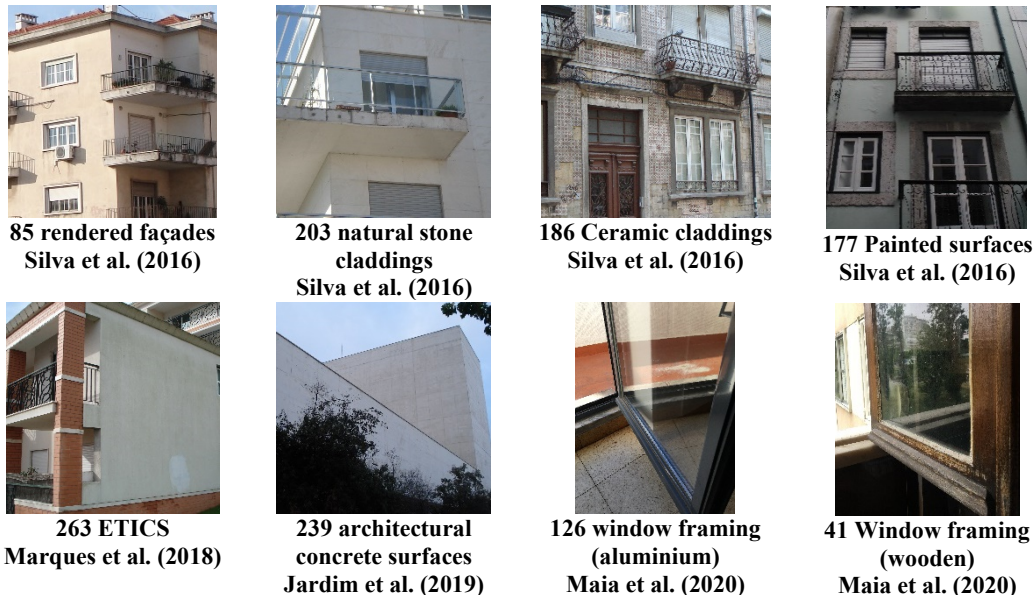 85 rendered façades
Silva et al. (2016)
203 natural stone
claddings
Silva et al. (2016)
186 Ceramic claddings
Silva et al. (2016)
177 Painted surfaces
Silva et al. (2016)
263 ETICS
Marques et al. (2018)
239 architectural
concrete surfaces
Jardim et al. (2019)
126 window framing
(aluminium)
Maia et al. (2020)
41 Window framing
(wooden)
Maia et al. (2020)